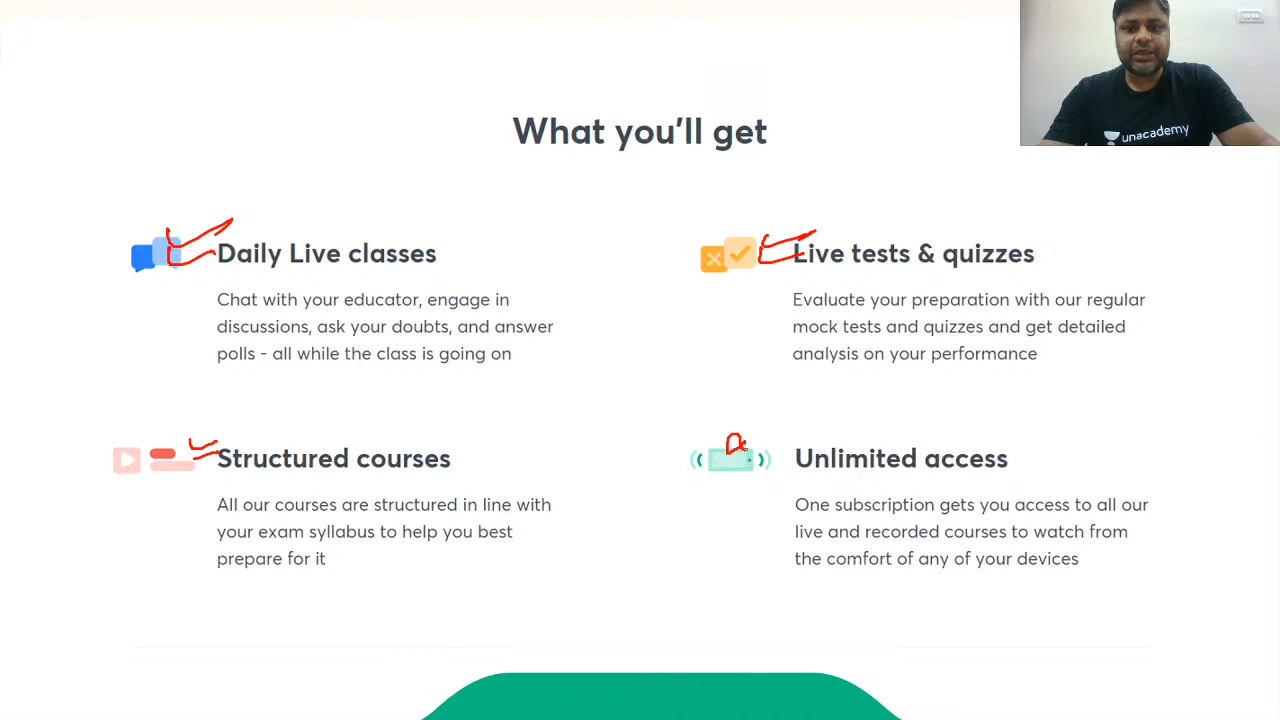 What you'll get
Daily Live classes
Chat with your educator, engage in
discussions, ask your doubts, and answer
polls - all while the class is going on
Live tests & quizzes
Evaluate your preparation with our regular
mock tests and quizzes and get detailed
analysis on your performance
Structured courses
All our courses are structured in line with
your exam syllabus to help you best
prepare for it
Unlimited access
One subscription gets you access to all our
live and recorded courses to watch from
the comfort of any of your devices
unacademy